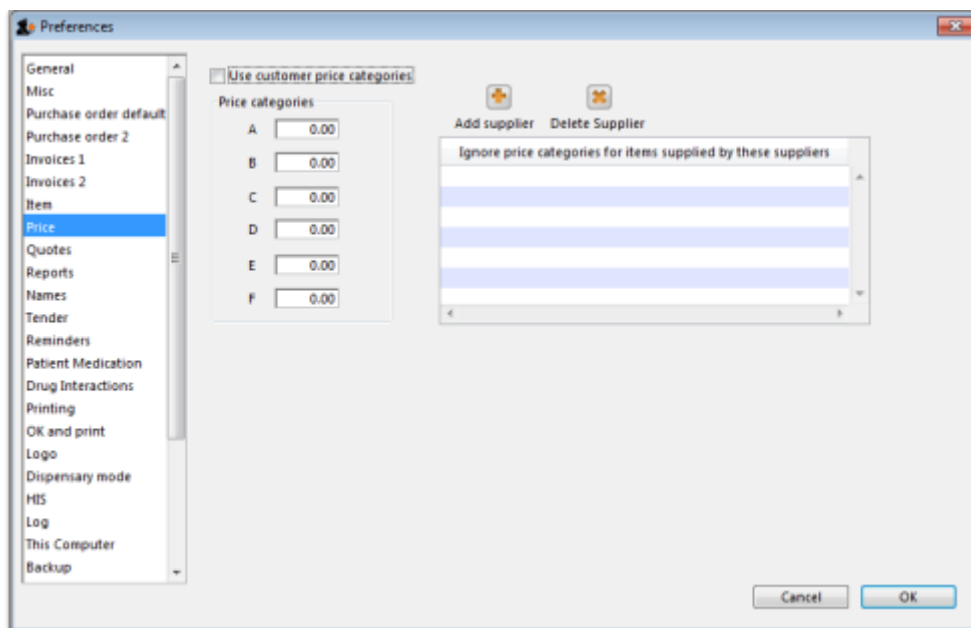 Preferences
General
Misc
Purchase order default
Purchase order 2
Invoices 1
Invoices 2
Item
Price
Quotes
Reports
Names
Tender
Reminders
Patient Medication
Drug Interactions
Printing
OK and print
Logo
Dispensary mode
HIS
Log
This Computer
Backup
Use customer price categories
Price categories
A 0.00
B 0.00
C 0.00
D 0.00
E 0.00
F 0.00
Add supplier Delete Supplier
Ignore price categories for items supplied by these suppliers
Cancel OK